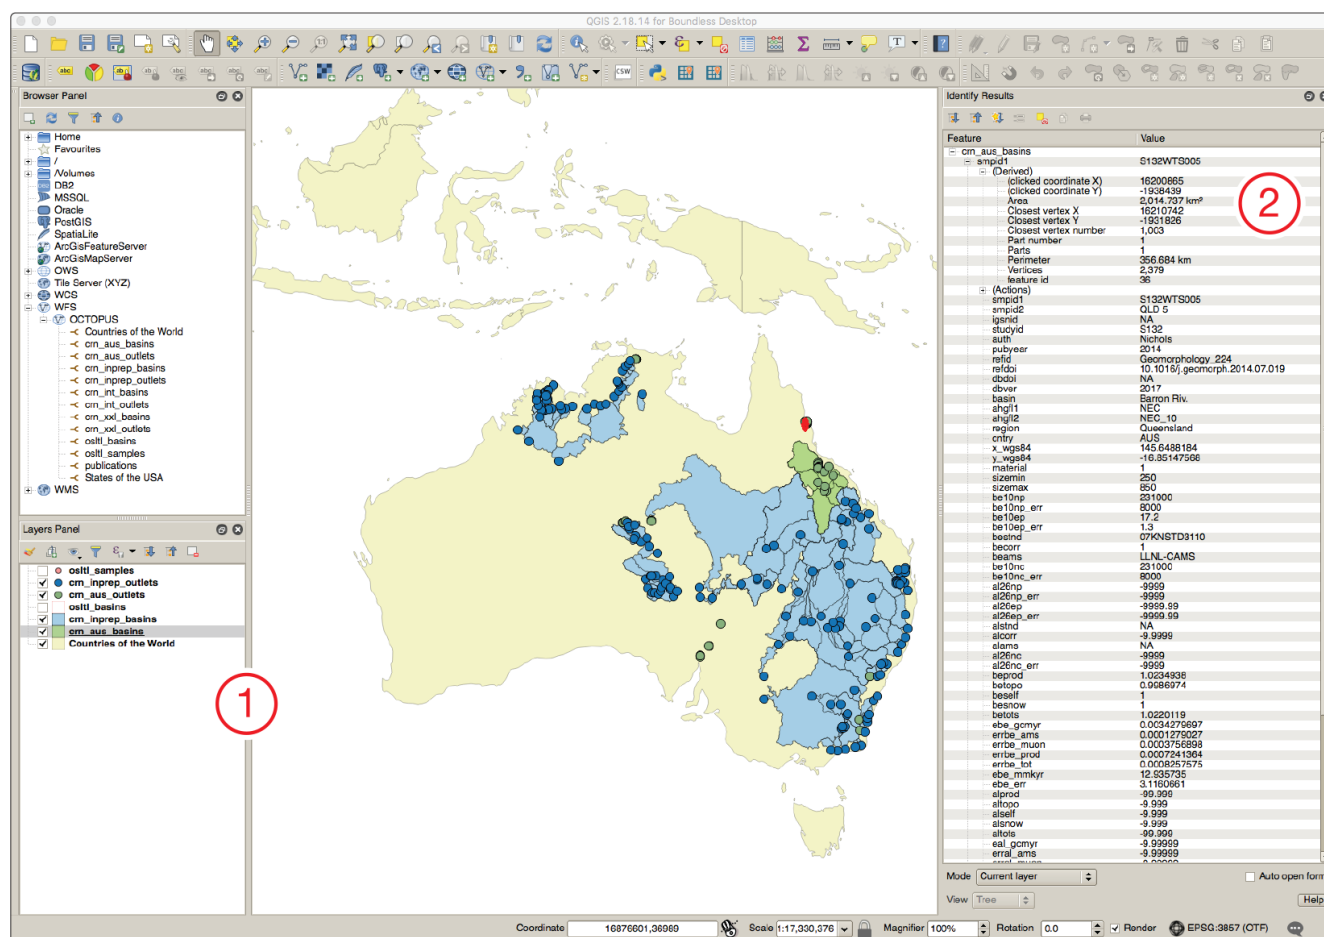 QGIS 2.18.14 for Boundless Desktop
Browser Panel
Home
Favourites
/
/Volumes
DB2
MSSQL
Oracle
PostGIS
SpatiaLite
ArcGisFeatureServer
ArcGisMapServer
OWS
Tile Server (XYZ)
WCS
WFS
OCTOPUS
Countries of the World
crn_aus_basins
crn_aus_outlets
crn_inprep_basins
crn_inprep_outlets
crn_int_basins
crn_int_outlets
crn_xxl_basins
crn_xxl_outlets
osltl_basins
osltl_samples
publications
States of the USA
WMS
Layers Panel
osltl_samples
crn_inprep_outlets
crn_aus_outlets
osltl_basins
crn_inprep_basins
crn_aus_basins
Countries of the World
1
Identify Results
Feature Value
crn_aus_basins
smpid1 S132WTS005
(Derived)
(clicked coordinate X) 16200865
(clicked coordinate Y) -1938439
Area 2,014.737 km²
Closest vertex X 16210742
Closest vertex Y -1931826
Closest vertex number 1,003
Part number 1
Parts 1
Perimeter 356.684 km
Vertices 2,379
feature id 36
(Actions)
smpid1 S132WTS005
smpid2 QLD 5
igsnid NA
studyid S132
auth Nichols
pubyear 2014
refid Geomorphology_224
refdoi 10.1016/j.geomorph.2014.07.019
dbdoi NA
dbver 2017
basin Barron Riv.
ahgfl1 NEC
ahgfl2 NEC_10
region Queensland
cntry AUS
x_wgs84 145.6488184
y_wgs84 -16.85147568
material 1
sizemin 250
sizemax 850
be10np 231000
be10np_err 8000
be10ep 17.2
be10ep_err 1.3
bestnd 07KNSTD3110
becorr 1
beams LLNL-CAMS
be10nc 231000
be10nc_err 8000
al26np -9999
al26np_err -9999
al26ep -9999.99
al26ep_err -9999.99
alstnd NA
alcorr -9.9999
alams NA
al26nc -9999
al26nc_err -9999
beprod 1.0234938
betopo 0.9986974
beself 1
besnow 1
betots 1.0220119
ebe_gcmyr 0.0034279697
errbe_ams 0.0001279027
errbe_muon 0.0003756898
errbe_prod 0.0007241364
errbe_tot 0.0008257575
ebe_mmkyr 12.935735
ebe_err 3.1160661
alprod -99.999
altopo -9.999
alself -9.999
alsnow -9.999
altots -99.999
eal_gcmyr -9.99999
erral_ams -9.99999
2
Mode Current layer Auto open form
View Tree Help
Coordinate 16876601,36989 Scale 1:17,330,376 Magnifier 100% Rotation 0.0 Render EPSG:3857 (OTF)